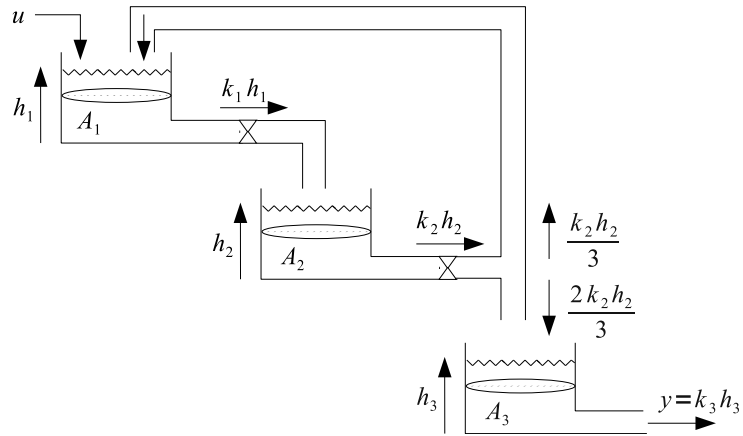 u
h₁
A₁
k₁h₁
h₂
A₂
k₂h₂
k₂h₂
3
2k₂h₂
3
h₃
A₃
y=k₃h₃